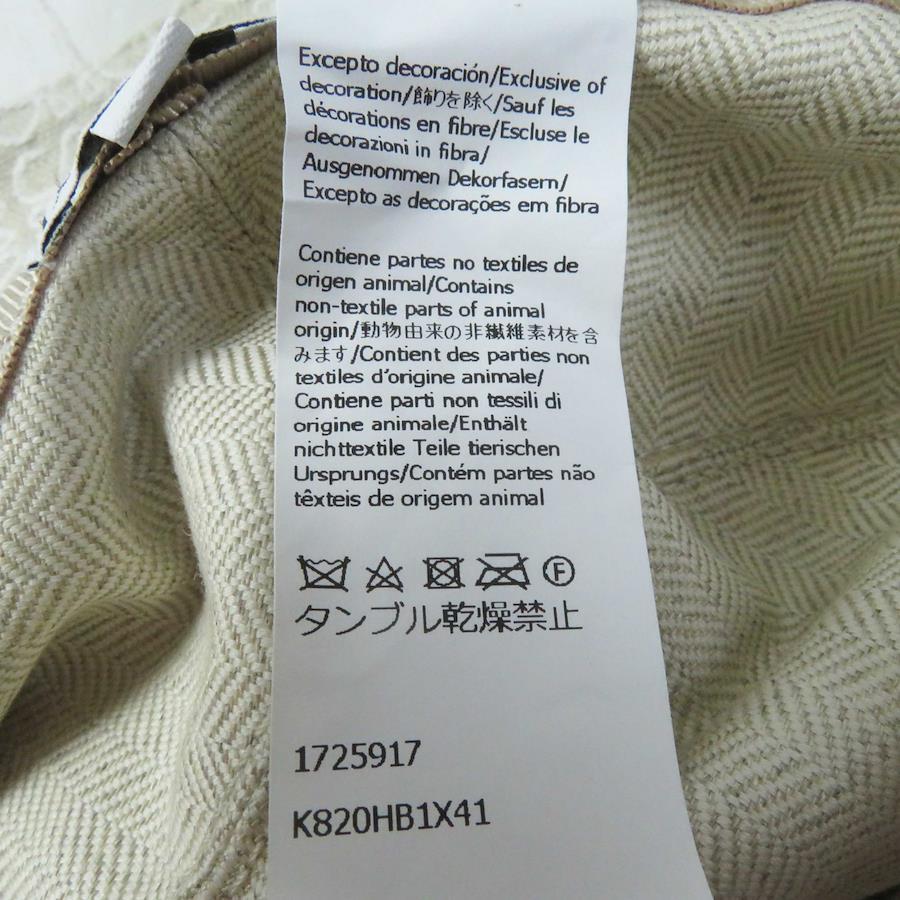 Excepto decoración/Exclusive of
decoration/飾りを除く/Sauf les
décorations en fibre/Escluse le
decorazioni in fibra/
Ausgenommen Dekorfasern/
Excepto as decorações em fibra
Contiene partes no textiles de
origen animal/Contains
non-textile parts of animal
origin/動物由来の非繊維素材を含
みます/Contient des parties non
textiles d'origine animale/
Contiene parti non tessili di
origine animale/Enthält
nichttextile Teile tierischen
Ursprungs/Contém partes não
têxteis de origem animal
F
タンブル乾燥禁止
1725917
K820HB1X41